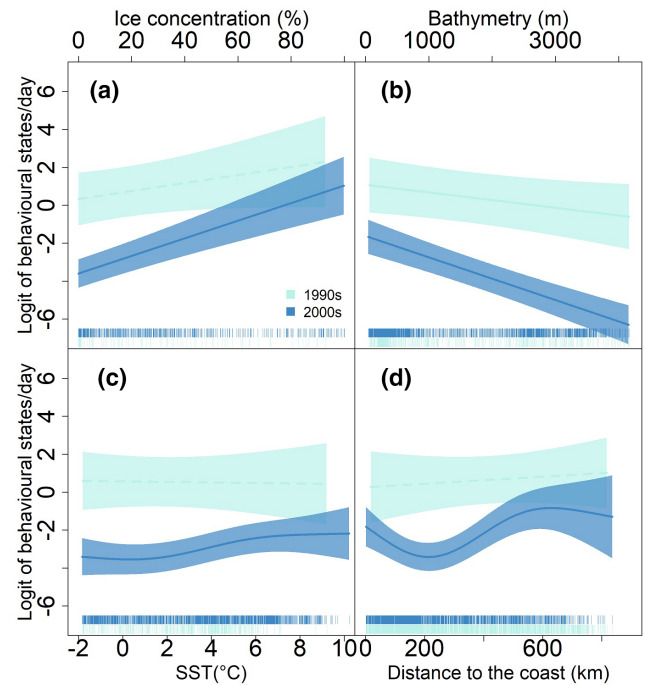 Ice concentration (%) Bathymetry (m)
0 20 40 60 80 0 1000 3000
Logit of behavioural states/day
6
4
2
0
-2
-6
(a) (b)
1990s
2000s
Logit of behavioural states/day
6
4
2
0
-2
-6
(c) (d)
-2 0 2 4 6 8 10 0 200 600
SST(°C) Distance to the coast (km)